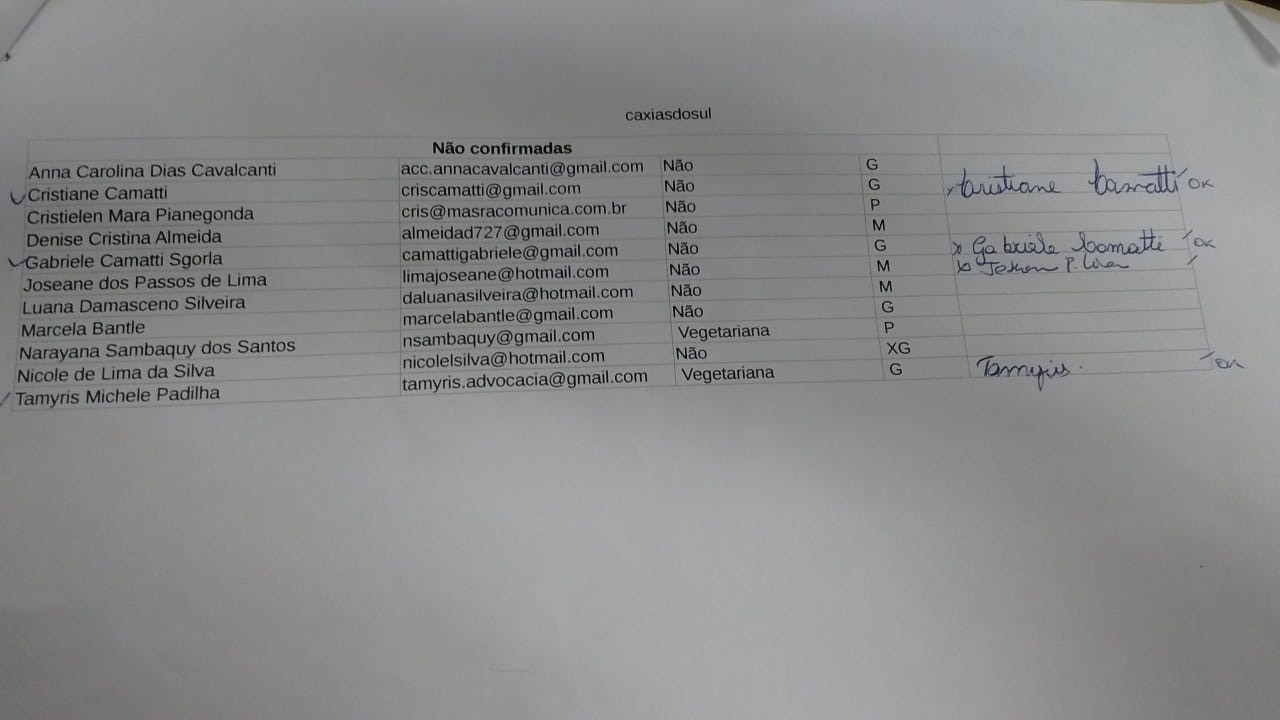 caxiasdosul
Não confirmadas
Anna Carolina Dias Cavalcanti acc.annacavalcanti@gmail.com Não G
Cristiane Camatti criscamatti@gmail.com Não G Cristiane Camatti OK
Cristielen Mara Pianegonda cris@masracomunica.com.br Não P
Denise Cristina Almeida almeidad727@gmail.com Não M
Gabriele Camatti Sgorla camattigabriele@gmail.com Não G Gabriele Camatti OK
Joseane dos Passos de Lima limajoseane@hotmail.com Não M P. Lima
Luana Damasceno Silveira daluanasilveira@hotmail.com Não M
Marcela Bantle marcelabantle@gmail.com Não G
Narayana Sambaquy dos Santos nsambaquy@gmail.com Vegetariana P
Nicole de Lima da Silva nicolelsilva@hotmail.com Não XG
Tamyris Michele Padilha tamyris.advocacia@gmail.com Vegetariana G Tamyris. OK